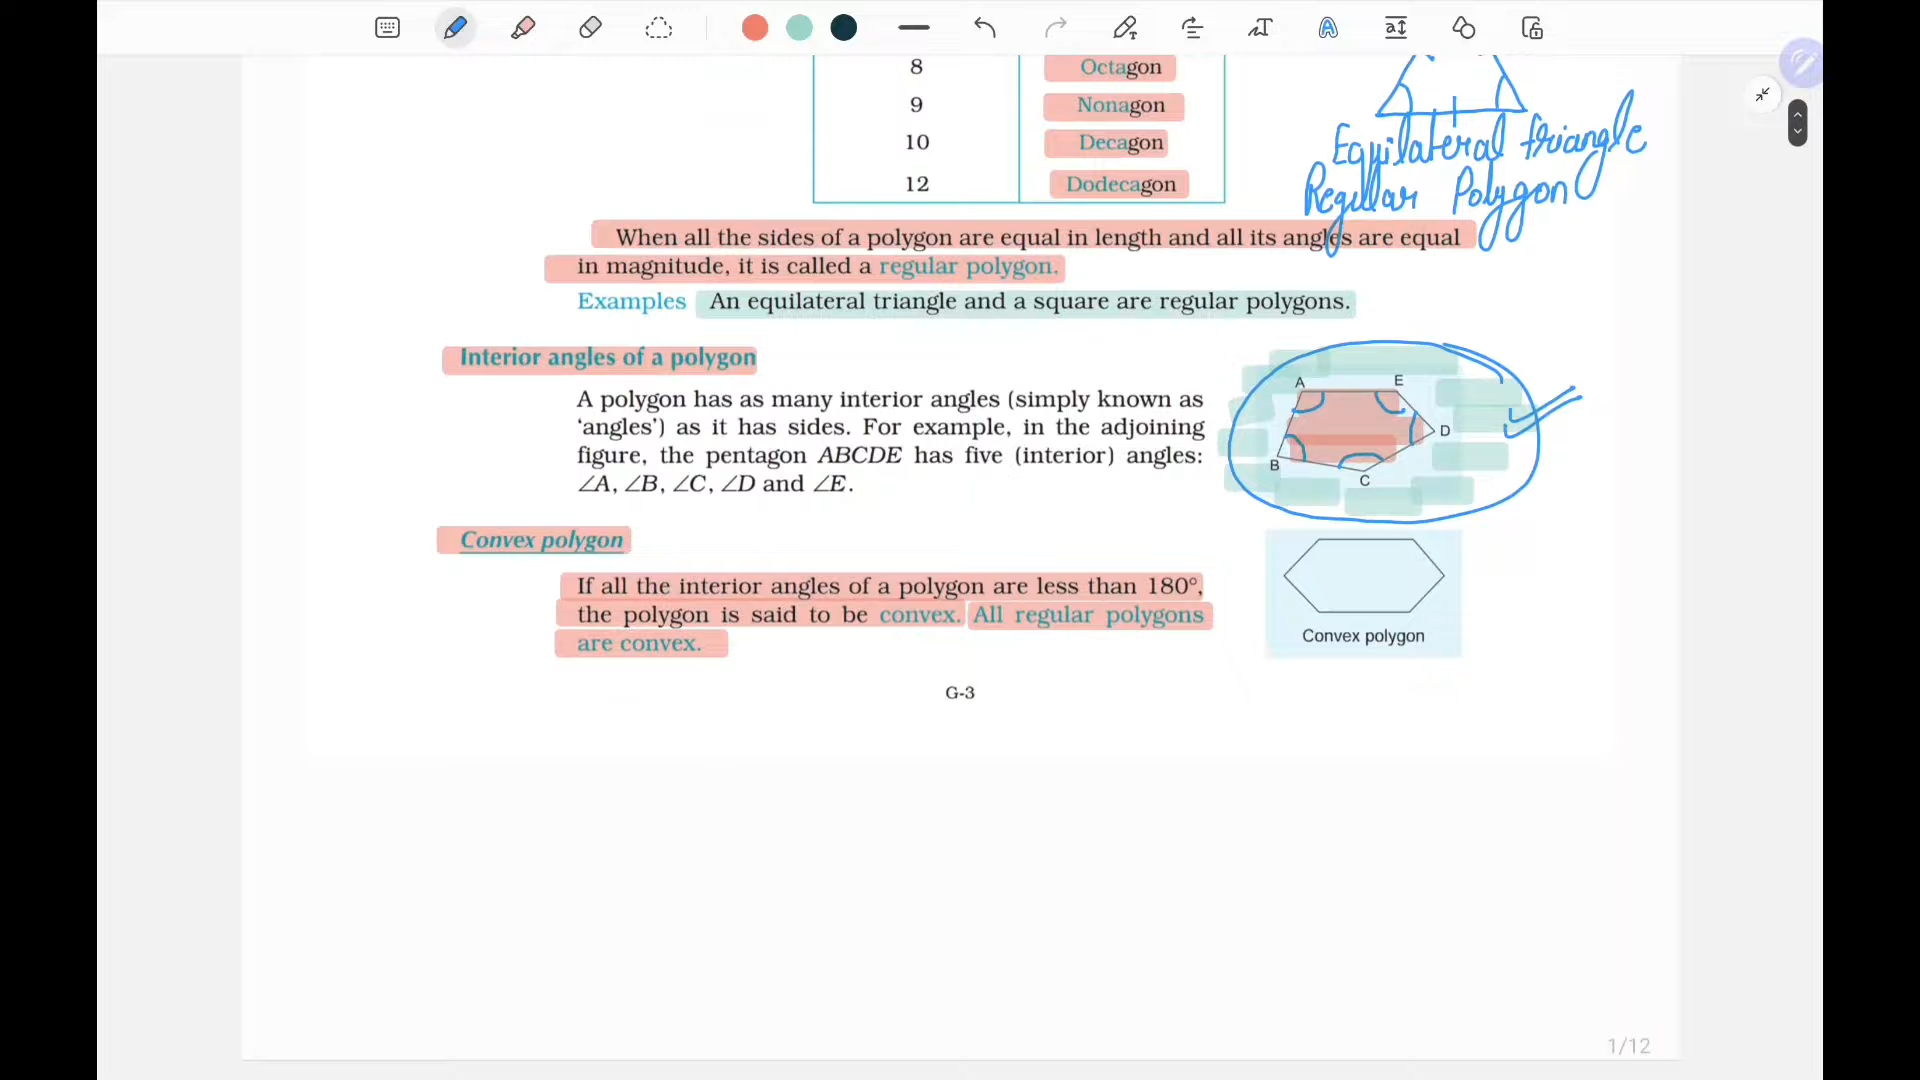 8 Octagon
9 Nonagon
10 Decagon
12 Dodecagon
Equilateral triangle
Regular Polygon
When all the sides of a polygon are equal in length and all its angles are equal
in magnitude, it is called a regular polygon.
Examples An equilateral triangle and a square are regular polygons.
Interior angles of a polygon
A polygon has as many interior angles (simply known as
‘angles’) as it has sides. For example, in the adjoining
figure, the pentagon ABCDE has five (interior) angles:
∠A, ∠B, ∠C, ∠D and ∠E.
A E
D
B
C
Convex polygon
If all the interior angles of a polygon are less than 180°,
the polygon is said to be convex. All regular polygons
are convex.
Convex polygon
G-3
1/12